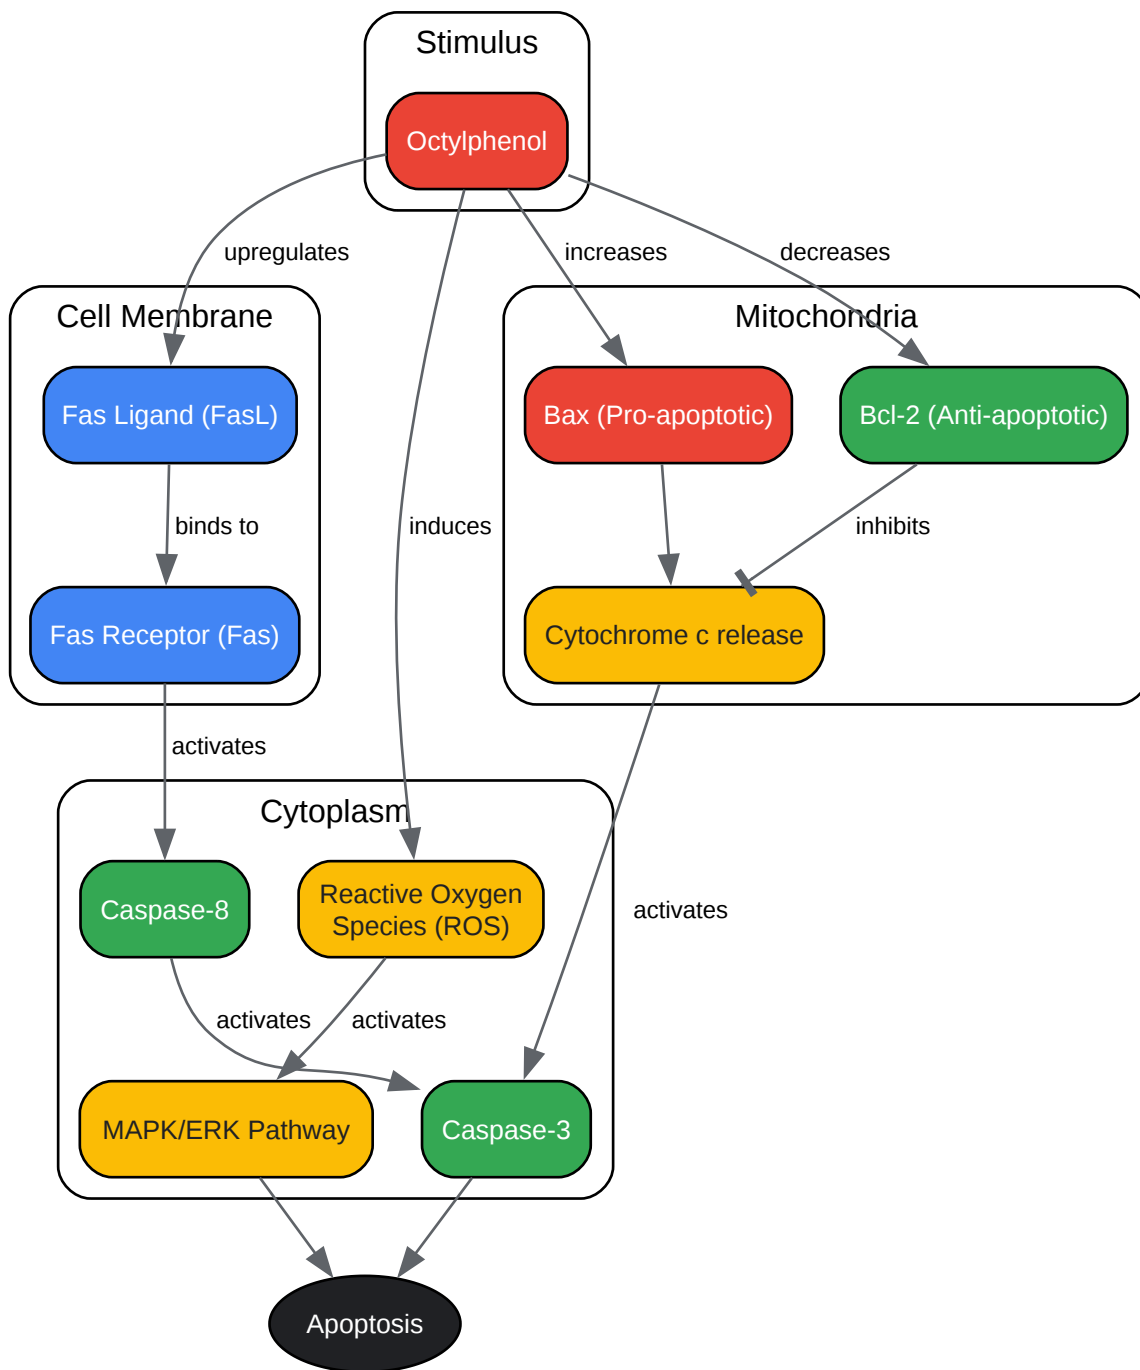 Stimulus
Octylphenol
upregulates
increases
decreases
Cell Membrane
Mitochondria
Fas Ligand (FasL)
Bax (Pro-apoptotic)
Bcl-2 (Anti-apoptotic)
binds to
induces
inhibits
Fas Receptor (Fas)
Cytochrome c release
activates
Cytoplasm
Caspase-8
Reactive Oxygen
Species (ROS)
activates
activates
activates
MAPK/ERK Pathway
Caspase-3
Apoptosis